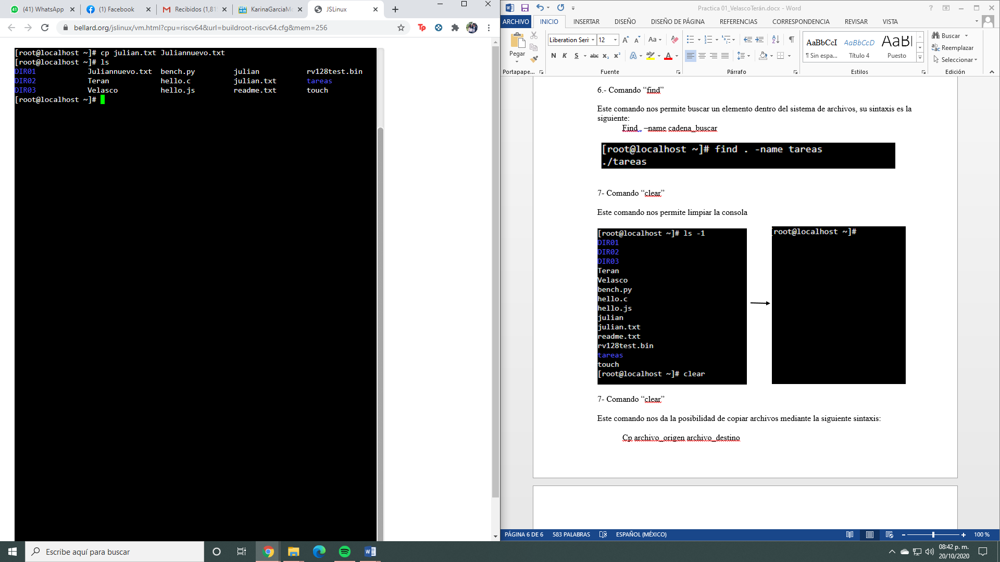 (41) WhatsApp
(1) Facebook
Recibidos (1,81
KarinaGarciaMo
JSLinux
bellard.org/jslinux/vm.html?cpu=riscv64&url=buildroot-riscv64.cfg&mem=256
[root@localhost ~]# cp julian.txt Juliannuevo.txt
[root@localhost ~]# ls
DIR01 Juliannuevo.txt bench.py julian rv128test.bin
DIR02 Teran hello.c julian.txt tareas
DIR03 Velasco hello.js readme.txt touch
[root@localhost ~]#
Practica 01_VelascoTerán.docx - Word
ARCHIVO INICIO INSERTAR DISEÑO DISEÑO DE PÁGINA REFERENCIAS CORRESPONDENCIA REVISAR VISTA
Pegar
Portapape...
Liberation Seri 12
N K S abc x₂ x²
Fuente
Párrafo
AaBbCcI AaBbCcD AaBl
¶ Sin espa... Título 4 Puesto
Estilos
Buscar
Reemplazar
Seleccionar
Edición
6.- Comando “find”
Este comando nos permite buscar un elemento dentro del sistema de archivos, su sintaxis es la
siguiente:
Find . –name cadena_buscar
[root@localhost ~]# find . -name tareas
./tareas
7- Comando “clear”
Este comando nos permite limpiar la consola
[root@localhost ~]# ls -1
DIR01
DIR02
DIR03
Teran
Velasco
bench.py
hello.c
hello.js
julian
julian.txt
readme.txt
rv128test.bin
tareas
touch
[root@localhost ~]# clear
[root@localhost ~]#
7- Comando “clear”
Este comando nos da la posibilidad de copiar archivos mediante la siguiente sintaxis:
Cp archivo_origen archivo_destino
PÁGINA 6 DE 6 583 PALABRAS ESPAÑOL (MÉXICO) 100 %
Escribe aquí para buscar
08:42 p. m.
20/10/2020